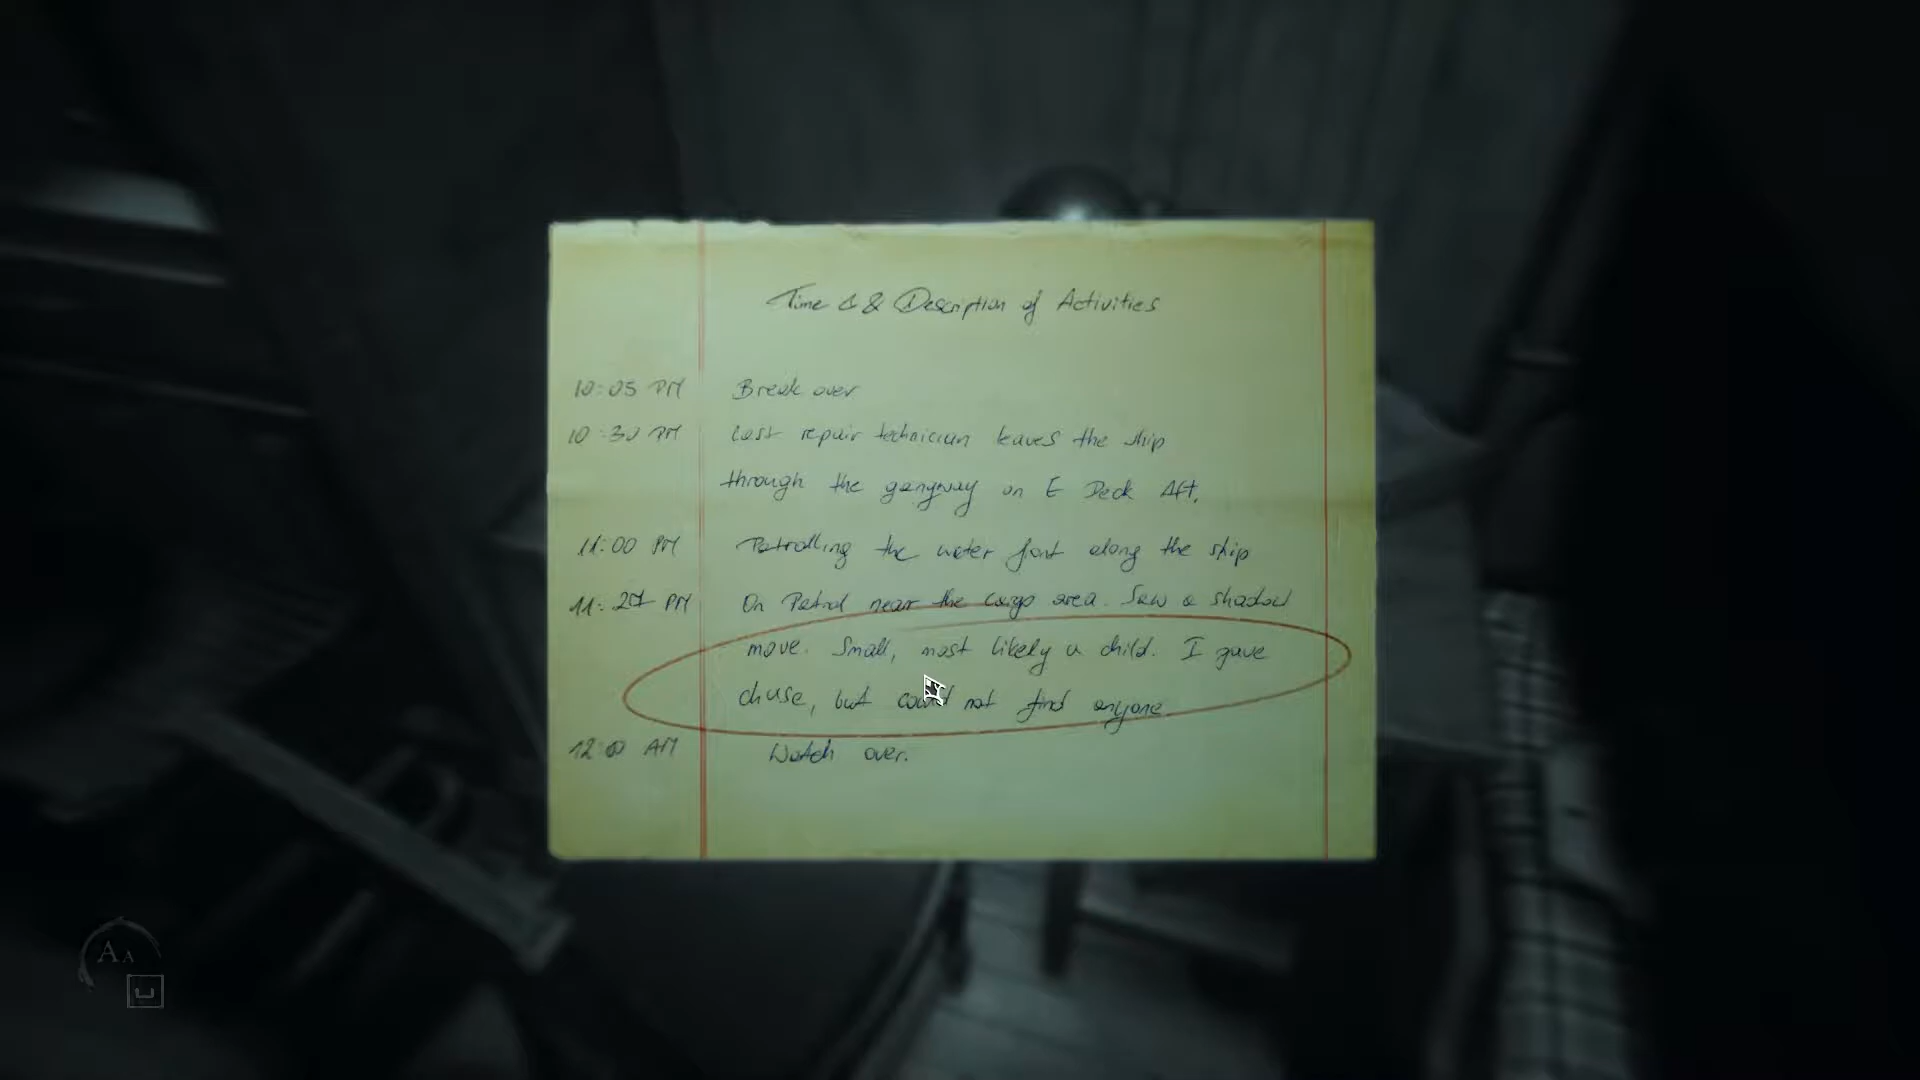 Time & Description of Activities
10:05 PM Break over
10:30 PM Last repair technician leaves the ship
through the gangway on E Deck Aft.
11:00 PM Patrolling the water font along the ship
11:27 PM On Patrol near the cargo area. Saw a shadow
move. Small, most likely a child. I gave
chase, but could not find anyone
12:00 AM Watch over.
AA